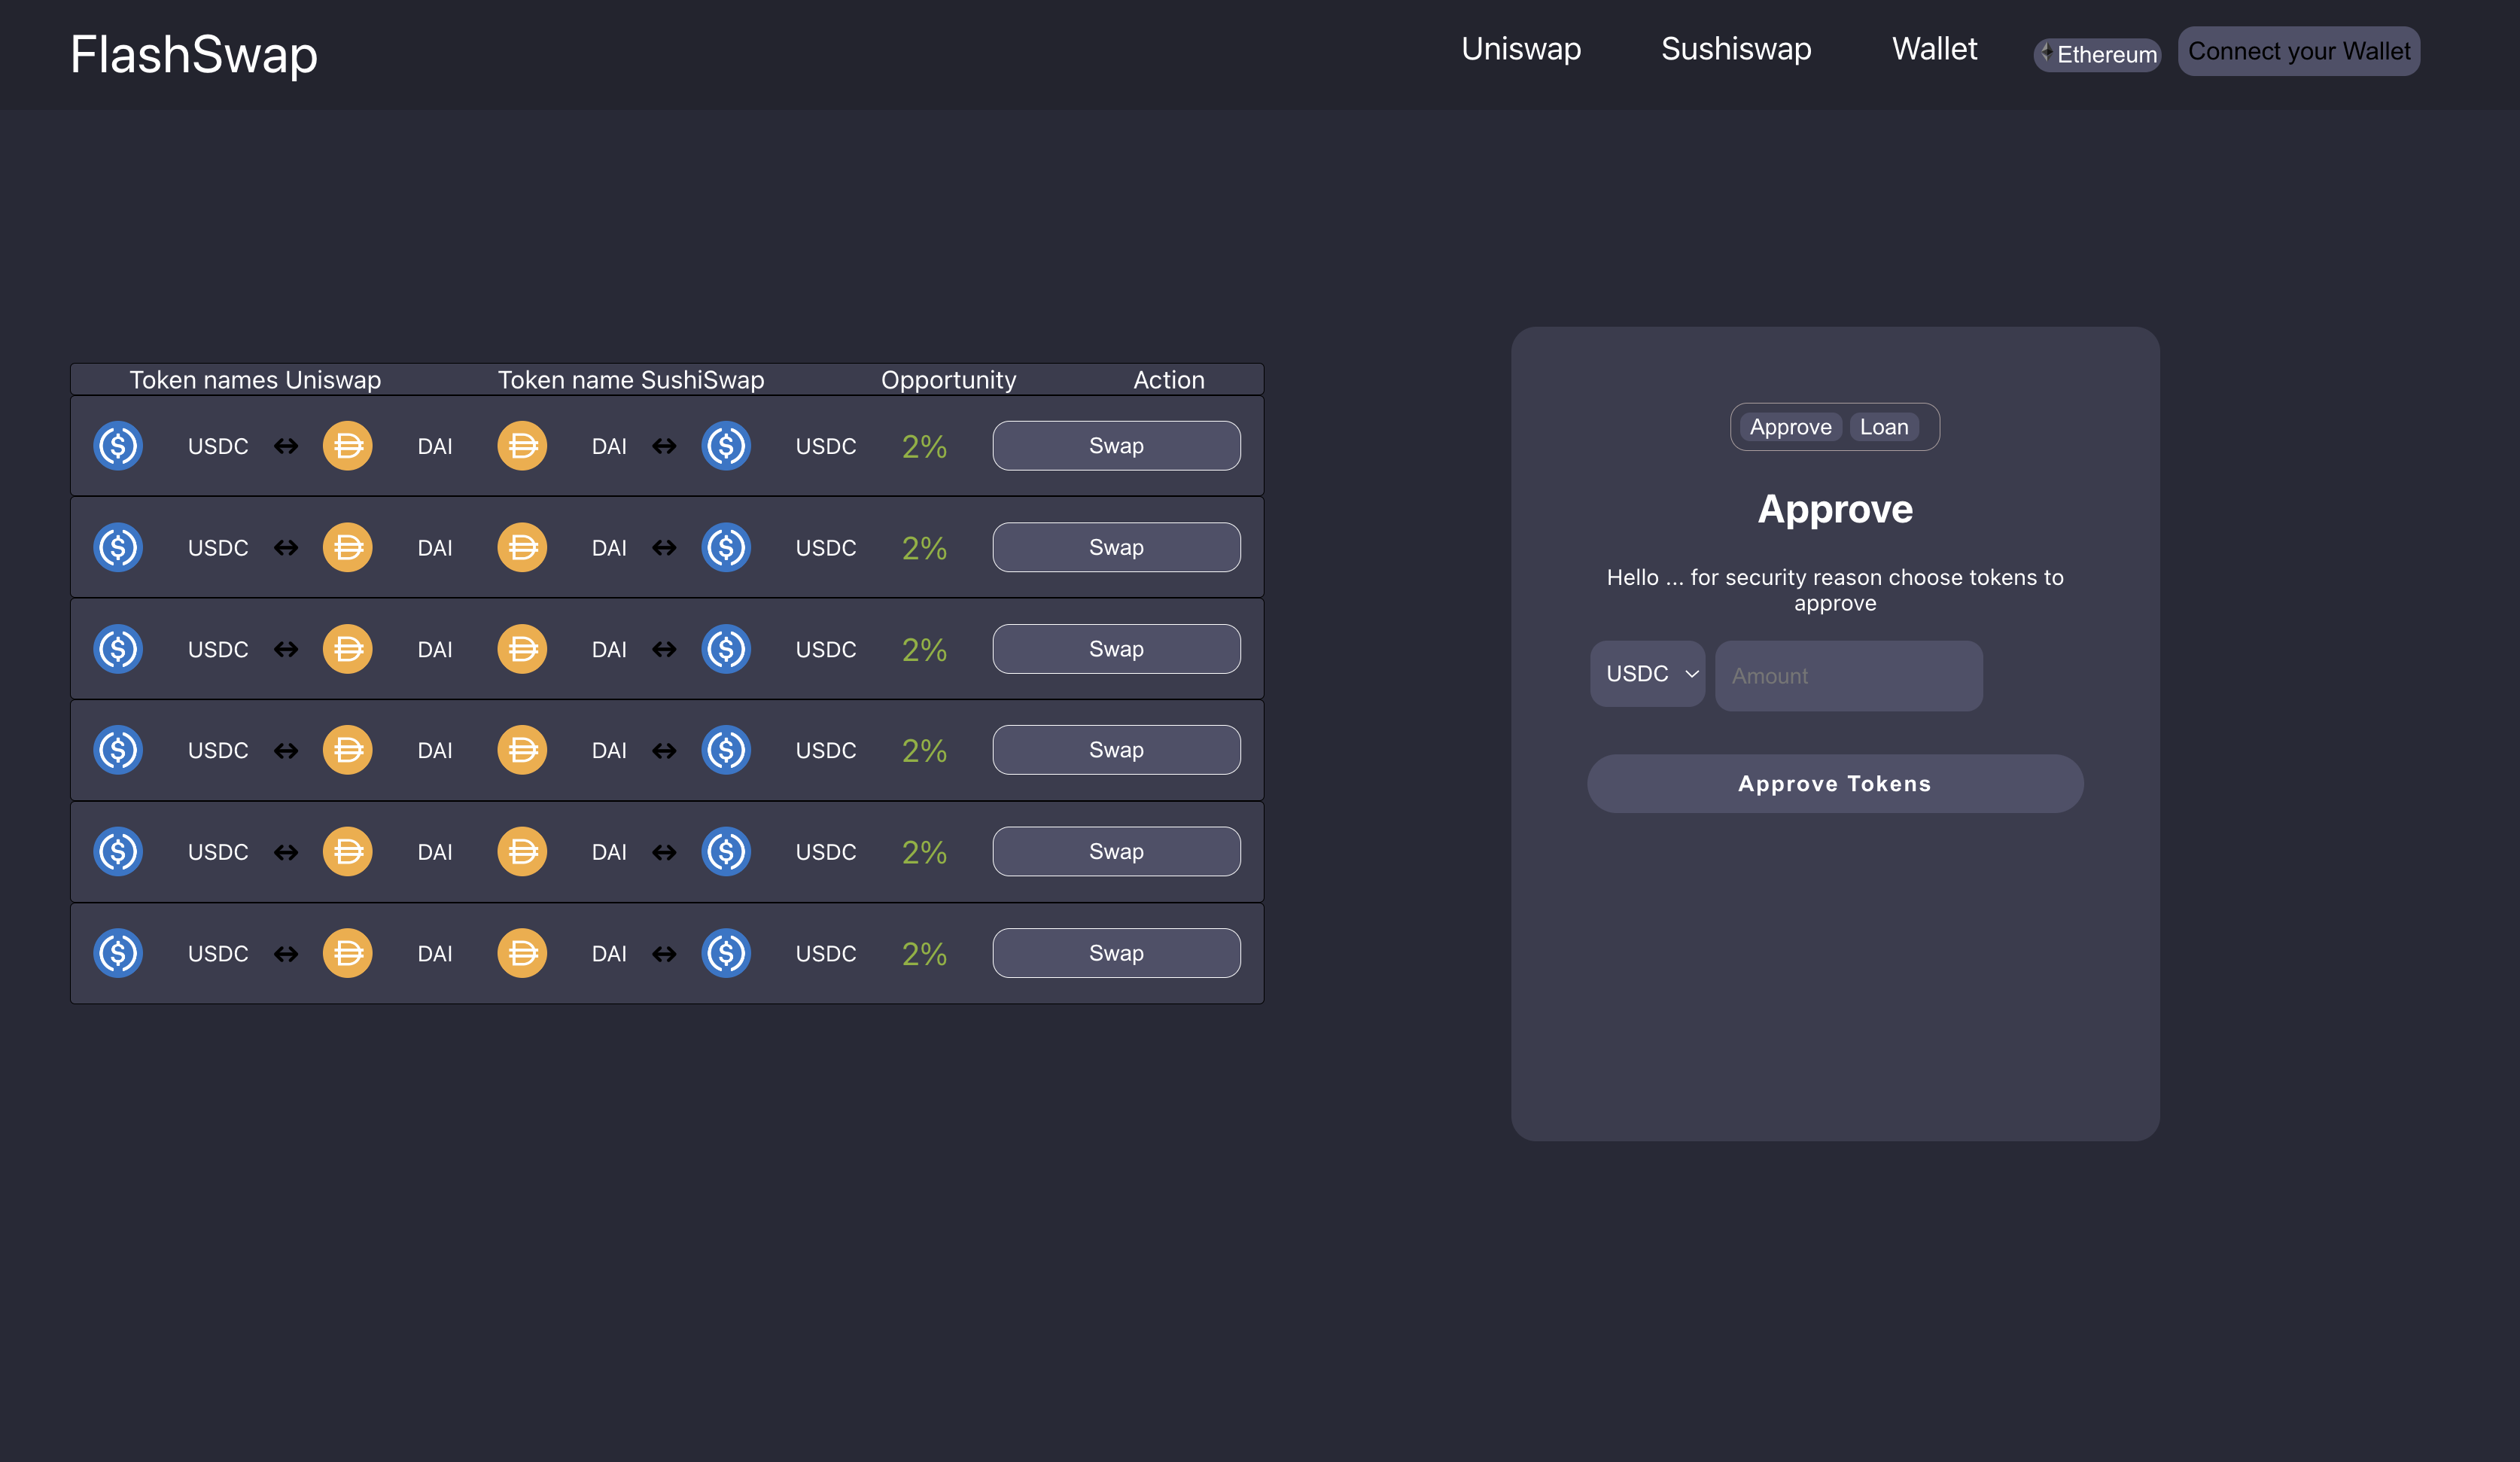 FlashSwap
Uniswap
Sushiswap
Wallet
Ethereum
Connect your Wallet
Token names Uniswap Token name SushiSwap Opportunity Action
USDC DAI DAI USDC 2% Swap
USDC DAI DAI USDC 2% Swap
USDC DAI DAI USDC 2% Swap
USDC DAI DAI USDC 2% Swap
USDC DAI DAI USDC 2% Swap
USDC DAI DAI USDC 2% Swap
Approve Loan
Approve
Hello ... for security reason choose tokens to
approve
USDC Amount
Approve Tokens